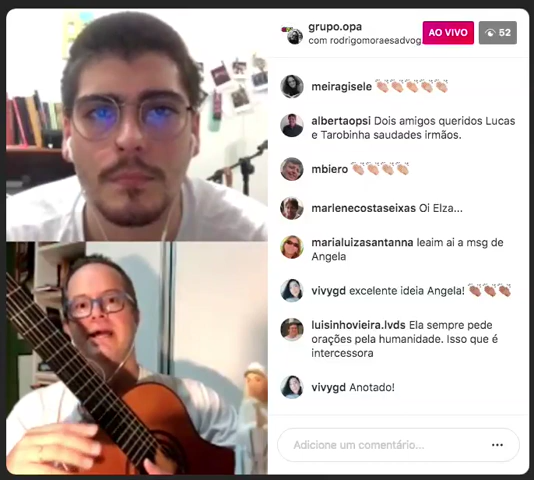 grupo.opa
com rodrigomoraesadvog
AO VIVO
52
meiragisele
albertaopsi Dois amigos queridos Lucas
e Tarobinha saudades irmãos.
mbiero
marlenecostaseixas Oi Elza...
marialuizasantanna leaim ai a msg de
Angela
vivygd excelente ideia Angela!
luisinhovieira.lvds Ela sempre pede
orações pela humanidade. Isso que é
intercessora
vivygd Anotado!
Adicione um comentário...